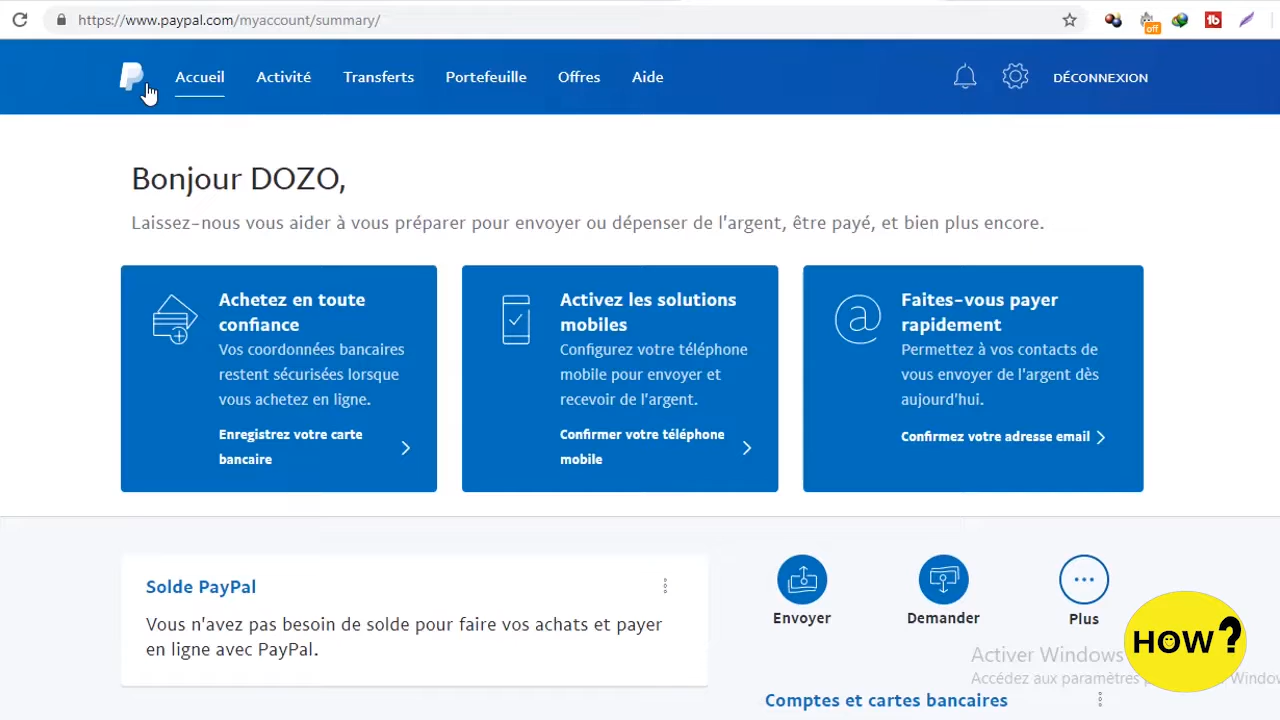 https://www.paypal.com/myaccount/summary/
off
Accueil
Activité
Transferts
Portefeuille
Offres
Aide
DÉCONNEXION
Bonjour DOZO,
Laissez-nous vous aider à vous préparer pour envoyer ou dépenser de l'argent, être payé, et bien plus encore.
Achetez en toute
confiance
Vos coordonnées bancaires
restent sécurisées lorsque
vous achetez en ligne.
Enregistrez votre carte
bancaire
Activez les solutions
mobiles
Configurez votre téléphone
mobile pour envoyer et
recevoir de l'argent.
Confirmer votre téléphone
mobile
Faites-vous payer
rapidement
Permettez à vos contacts de
vous envoyer de l'argent dès
aujourd'hui.
Confirmez votre adresse email
Solde PayPal
Vous n'avez pas besoin de solde pour faire vos achats et payer
en ligne avec PayPal.
Envoyer
Demander
Plus
HOW?
Activer Windows
Accédez aux paramètres
Comptes et cartes bancaires